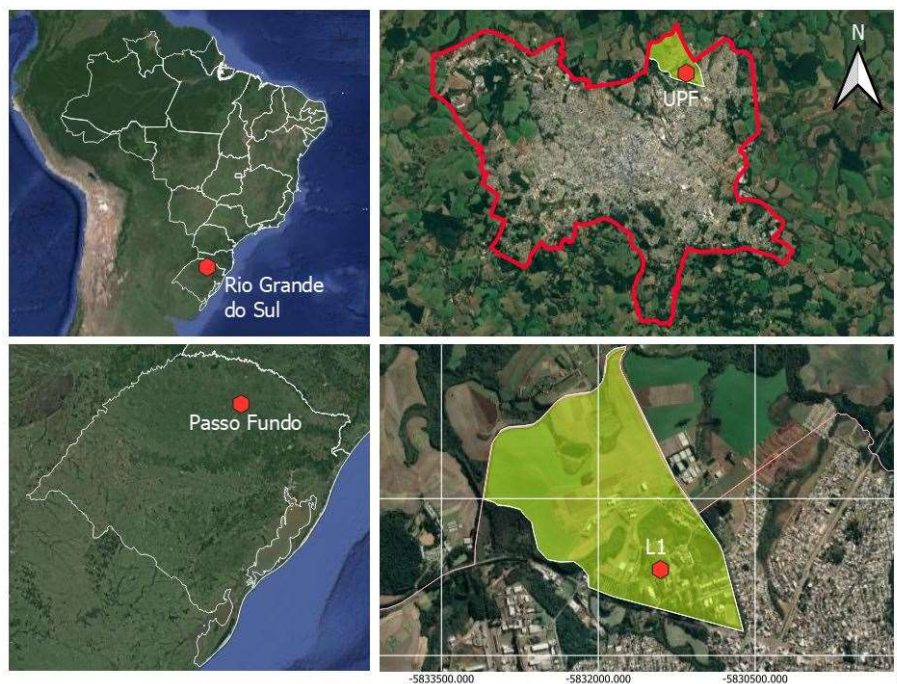 Rio Grande
do Sul
N
UPF
Passo Fundo
L1
-5833500.000
-5832000.000
-5830500.000